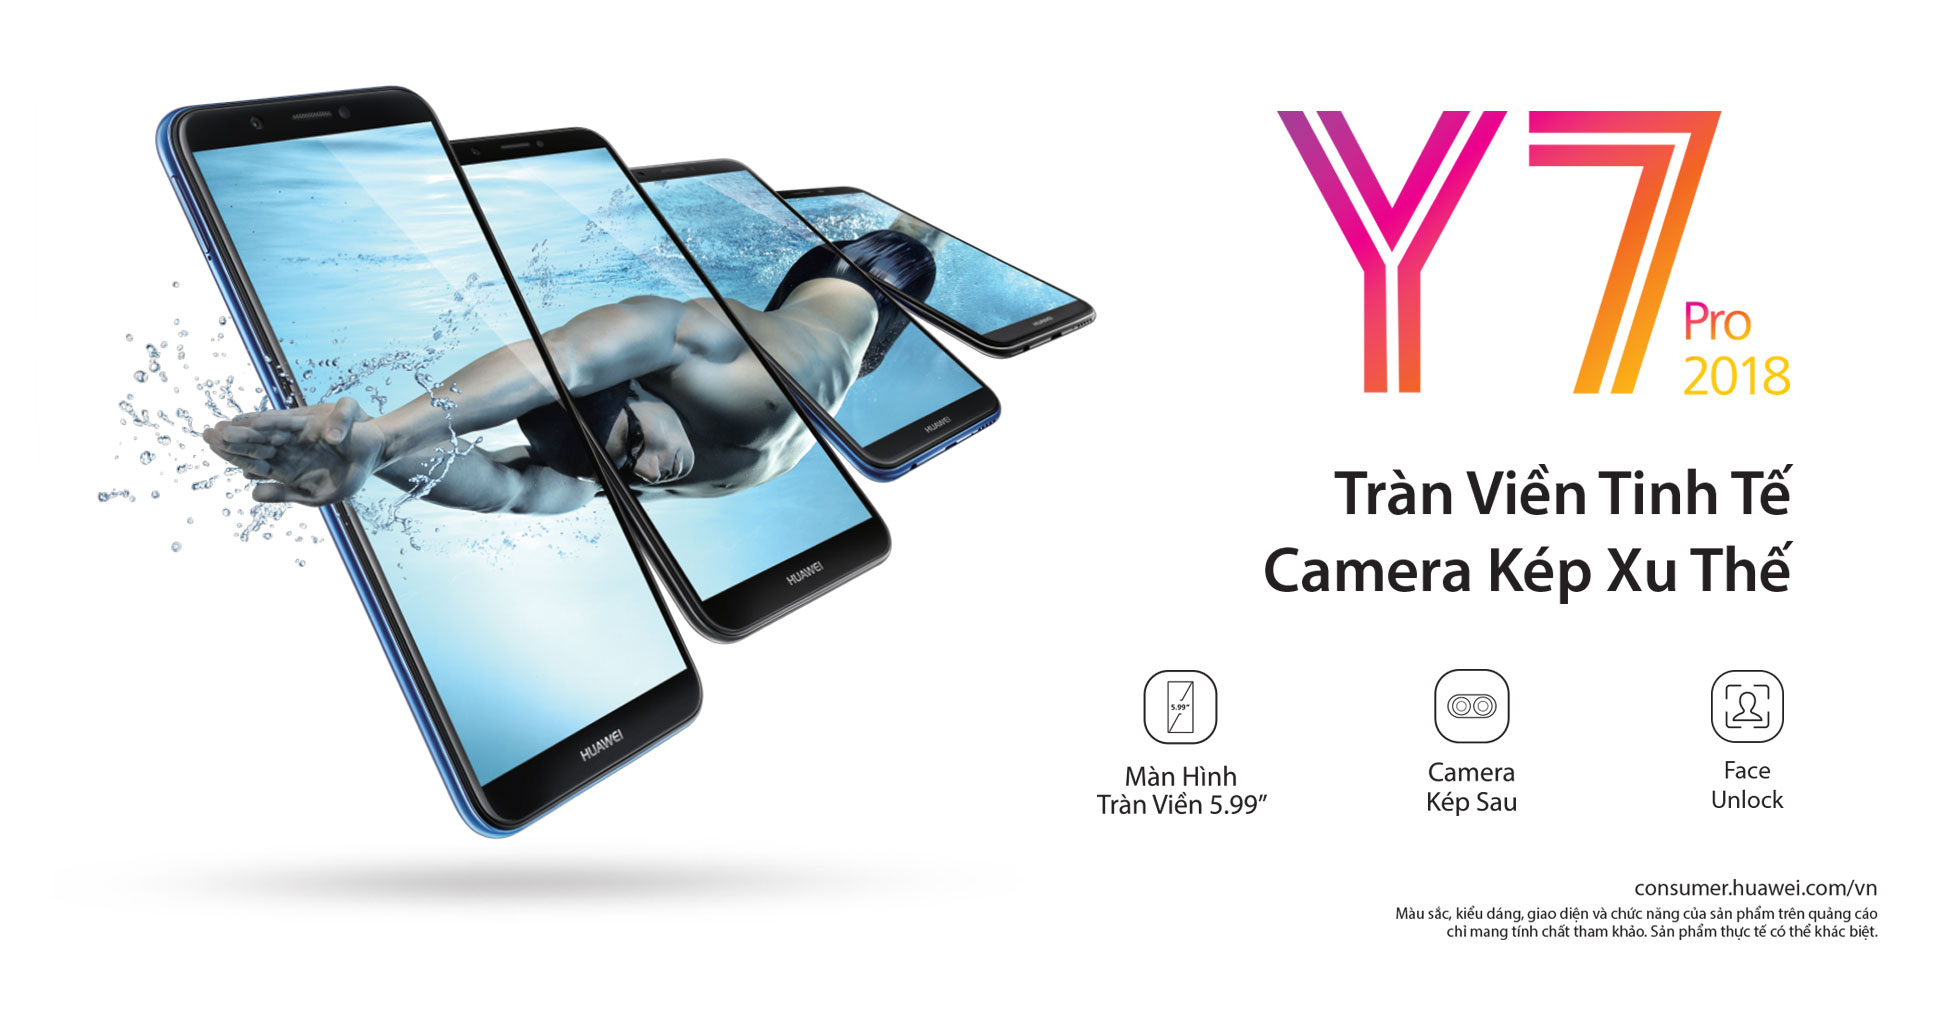 Y7
Pro
2018
Tràn Viền Tinh Tế
Camera Kép Xu Thế
5.99”
Màn Hình
Tràn Viền 5.99”
Camera
Kép Sau
Face
Unlock
consumer.huawei.com/vn
Màu sắc, kiểu dáng, giao diện và chức năng của sản phẩm trên quảng cáo
chỉ mang tính chất tham khảo. Sản phẩm thực tế có thể khác biệt.
HUAWEI
HUAWEI
HUAWEI
HUAWEI